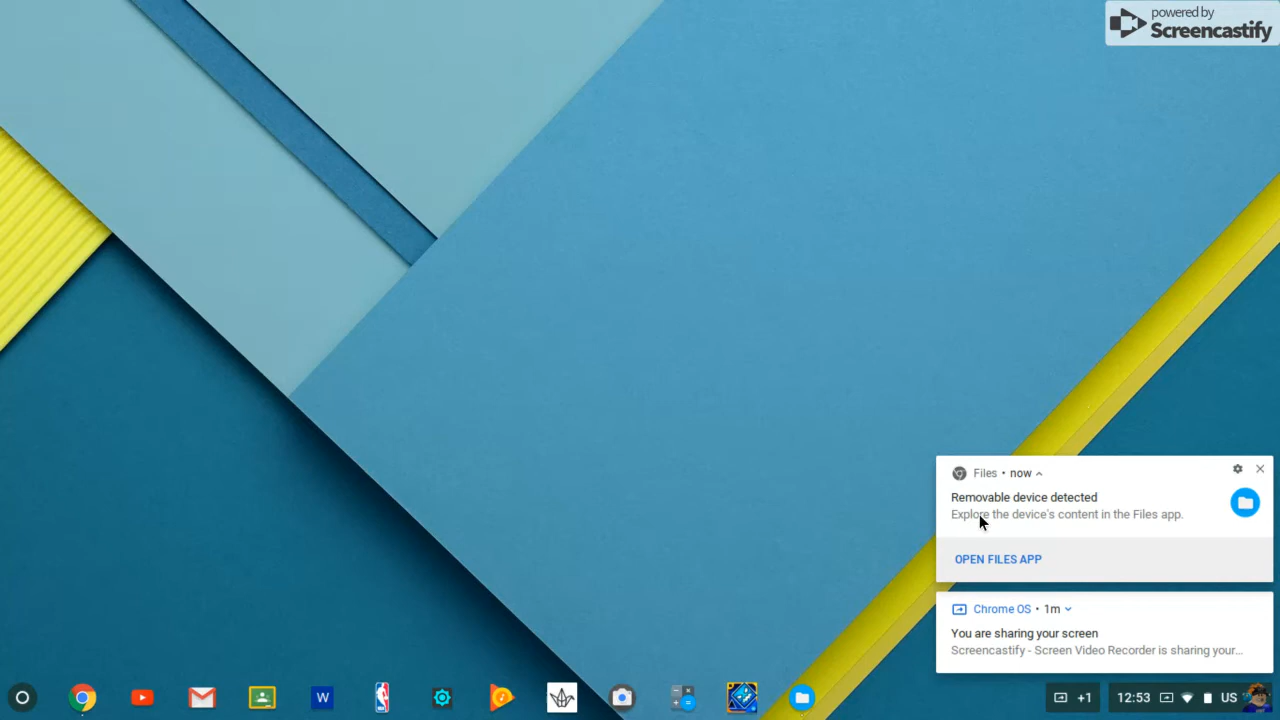 powered by
Screencastify
Files • now
Removable device detected
Explore the device's content in the Files app.
OPEN FILES APP
Chrome OS • 1m
You are sharing your screen
Screencastify - Screen Video Recorder is sharing your...
W
+1
12:53
US